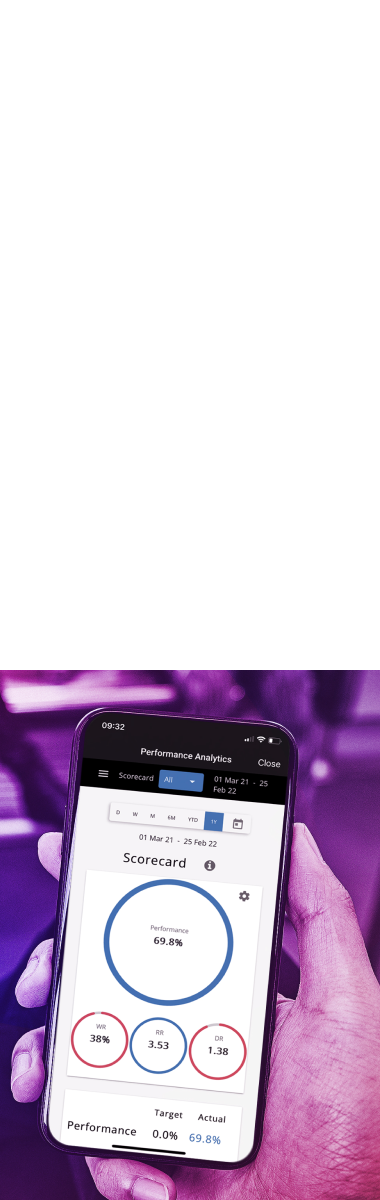 09:32
Performance Analytics
Close
Scorecard All 01 Mar 21 - 25
Feb 22
D W M 6M YTD 1Y
01 Mar 21 - 25 Feb 22
Scorecard
Performance
69.8%
WR RR DR
38% 3.53 1.38
Target Actual
Performance 0.0% 69.8%